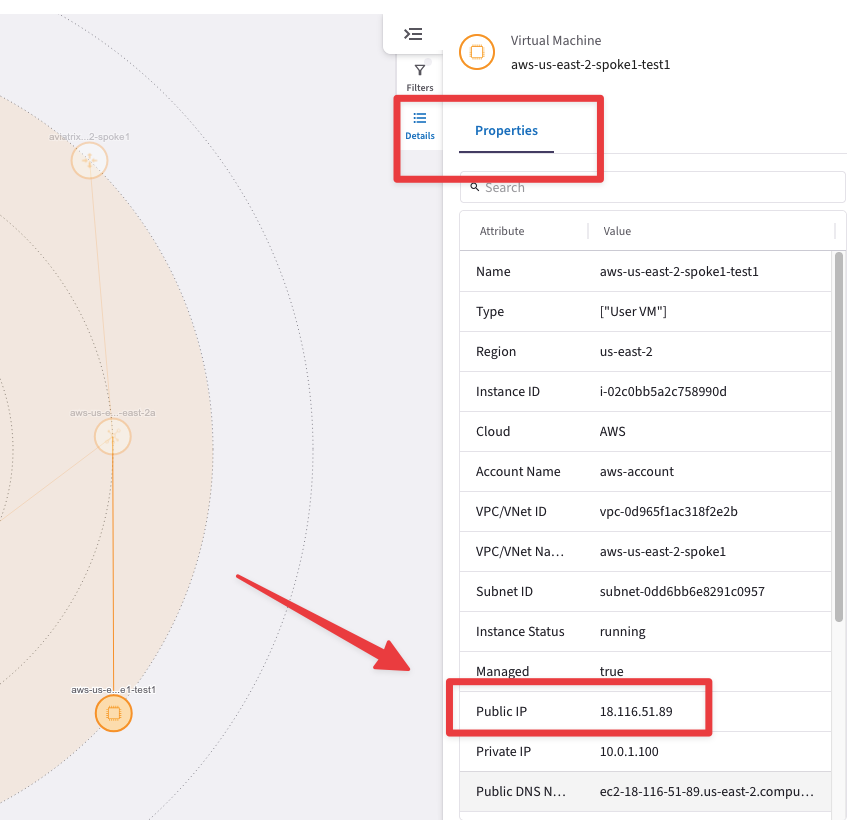 Virtual Machine
aws-us-east-2-spoke1-test1
Filters
Details
Properties
Search
Attribute Value
Name aws-us-east-2-spoke1-test1
Type ["User VM"]
Region us-east-2
Instance ID i-02c0bb5a2c758990d
Cloud AWS
Account Name aws-account
VPC/VNet ID vpc-0d965f1ac318f2e2b
VPC/VNet Na... aws-us-east-2-spoke1
Subnet ID subnet-0dd6bb6e8291c0957
Instance Status running
Managed true
Public IP 18.116.51.89
Private IP 10.0.1.100
Public DNS N... ec2-18-116-51-89.us-east-2.compu...
aviatrix...2-spoke1
aws-us-e...-east-2a
aws-us-e...e1-test1